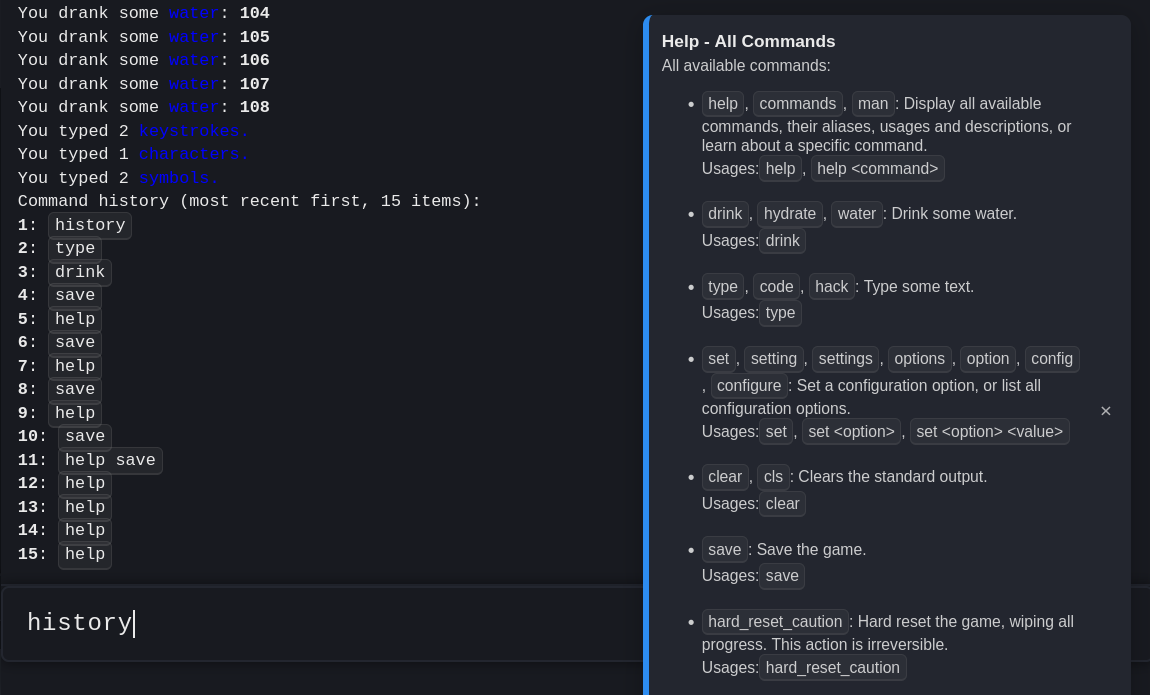 You drank some water: 104
You drank some water: 105
You drank some water: 106
You drank some water: 107
You drank some water: 108
You typed 2 keystrokes.
You typed 1 characters.
You typed 2 symbols.
Command history (most recent first, 15 items):
1: history
2: type
3: drink
4: save
5: help
6: save
7: help
8: save
9: help
10: save
11: help save
12: help
13: help
14: help
15: help
history
Help - All Commands
All available commands:
• help, commands, man: Display all available
commands, their aliases, usages and descriptions, or
learn about a specific command.
Usages: help, help <command>
• drink, hydrate, water: Drink some water.
Usages: drink
• type, code, hack: Type some text.
Usages: type
• set, setting, settings, options, option, config
, configure: Set a configuration option, or list all
configuration options.
Usages: set, set <option>, set <option> <value>
• clear, cls: Clears the standard output.
Usages: clear
• save: Save the game.
Usages: save
• hard_reset_caution: Hard reset the game, wiping all
progress. This action is irreversible.
Usages: hard_reset_caution